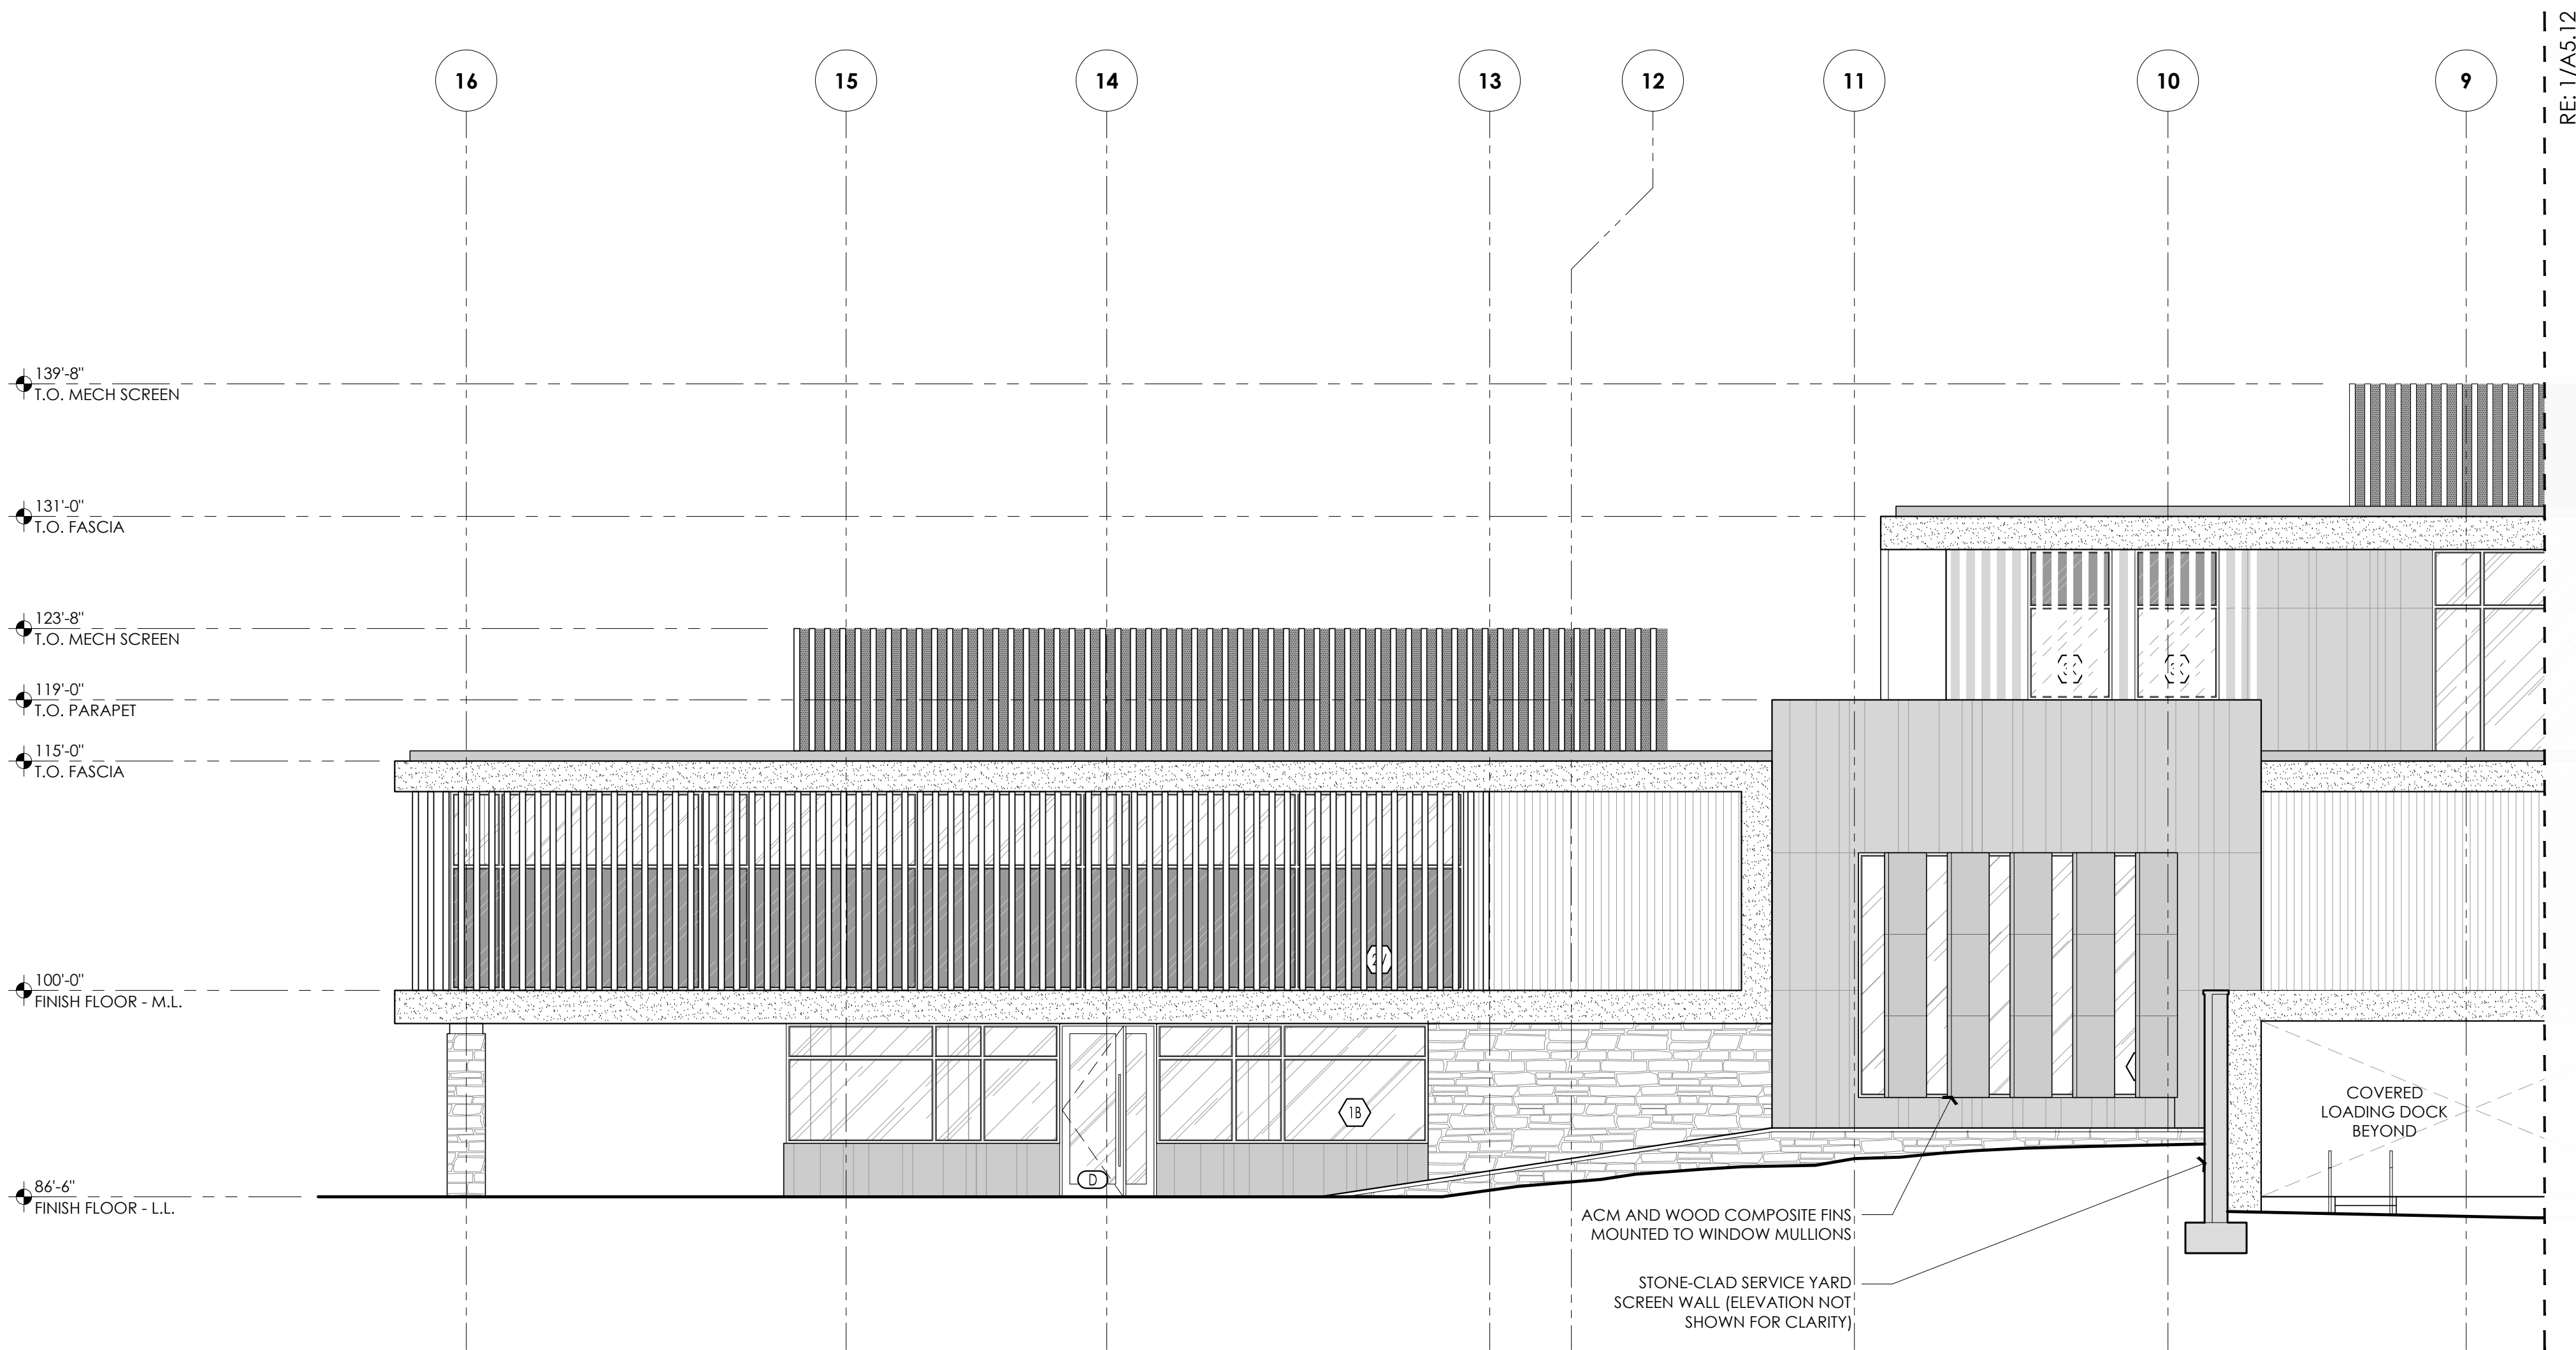 RE: 1/A5.12
16
15
14
13
12
11
10
9
139'-8"
T.O. MECH SCREEN
131'-0"
T.O. FASCIA
123'-8"
T.O. MECH SCREEN
119'-0"
T.O. PARAPET
115'-0"
T.O. FASCIA
100'-0"
FINISH FLOOR - M.L.
1B
COVERED
LOADING DOCK
BEYOND
D
86'-6"
FINISH FLOOR - L.L.
ACM AND WOOD COMPOSITE FINS
MOUNTED TO WINDOW MULLIONS
STONE-CLAD SERVICE YARD
SCREEN WALL (ELEVATION NOT
SHOWN FOR CLARITY)